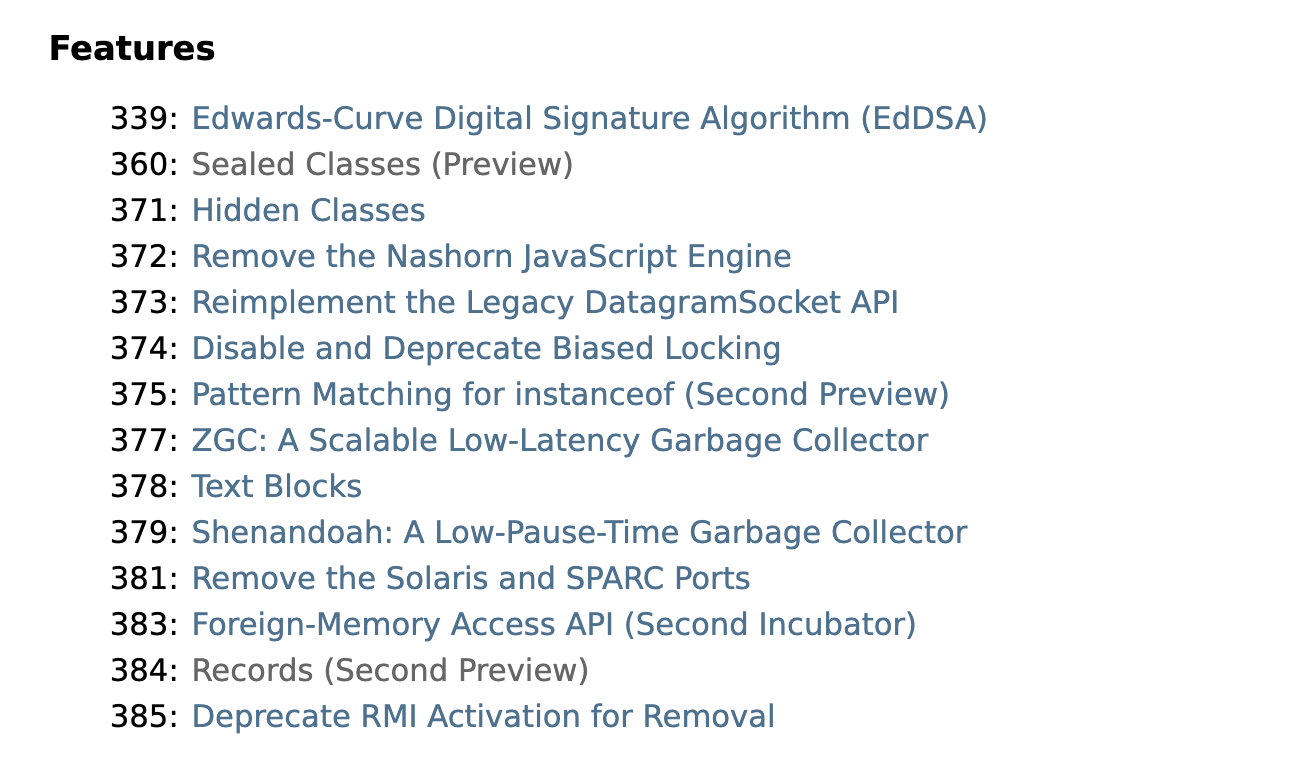 Features
339: Edwards-Curve Digital Signature Algorithm (EdDSA)
360: Sealed Classes (Preview)
371: Hidden Classes
372: Remove the Nashorn JavaScript Engine
373: Reimplement the Legacy DatagramSocket API
374: Disable and Deprecate Biased Locking
375: Pattern Matching for instanceof (Second Preview)
377: ZGC: A Scalable Low-Latency Garbage Collector
378: Text Blocks
379: Shenandoah: A Low-Pause-Time Garbage Collector
381: Remove the Solaris and SPARC Ports
383: Foreign-Memory Access API (Second Incubator)
384: Records (Second Preview)
385: Deprecate RMI Activation for Removal